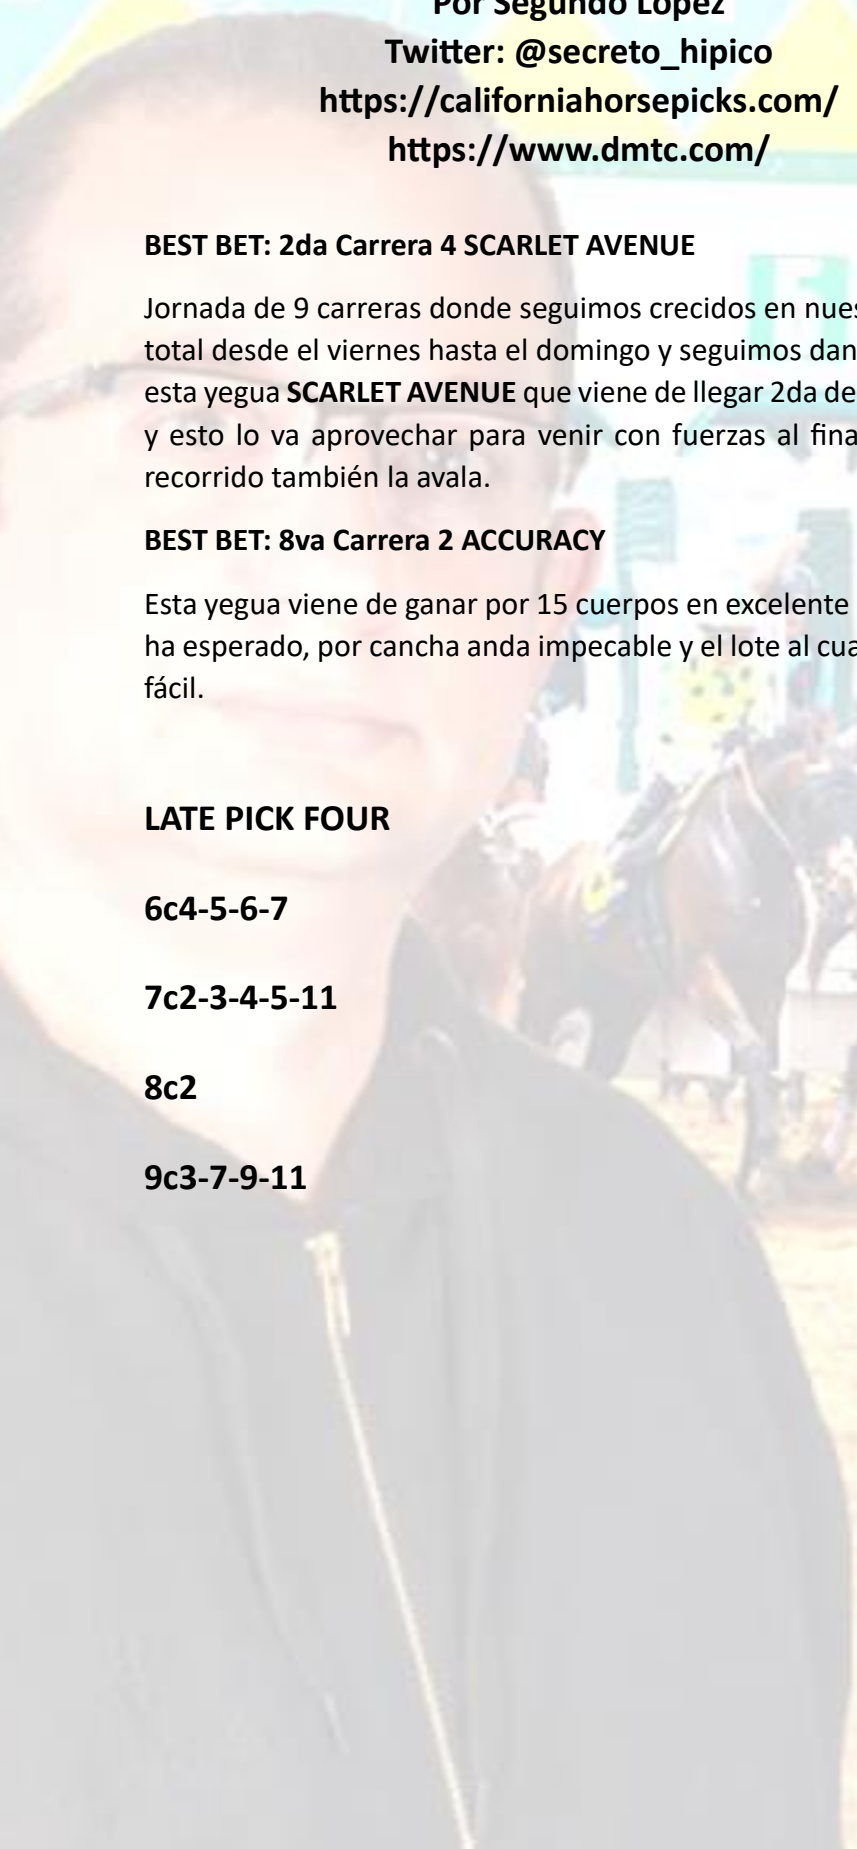 Por Segundo López
Twitter: @secreto_hipico
https://californiahorsepicks.com/
https://www.dmtc.com/
BEST BET: 2da Carrera 4 SCARLET AVENUE
Jornada de 9 carreras donde seguimos crecidos en
total desde el viernes hasta el domingo y seguimos
esta yegua SCARLET AVENUE que viene de llegar 2da de
y esto lo va aprovechar para venir con fuerzas al
recorrido también la avala.
BEST BET: 8va Carrera 2 ACCURACY
Esta yegua viene de ganar por 15 cuerpos en excelente
ha esperado, por cancha anda impecable y el lote al
fácil.
LATE PICK FOUR
6c4-5-6-7
7c2-3-4-5-11
8c2
9c3-7-9-11